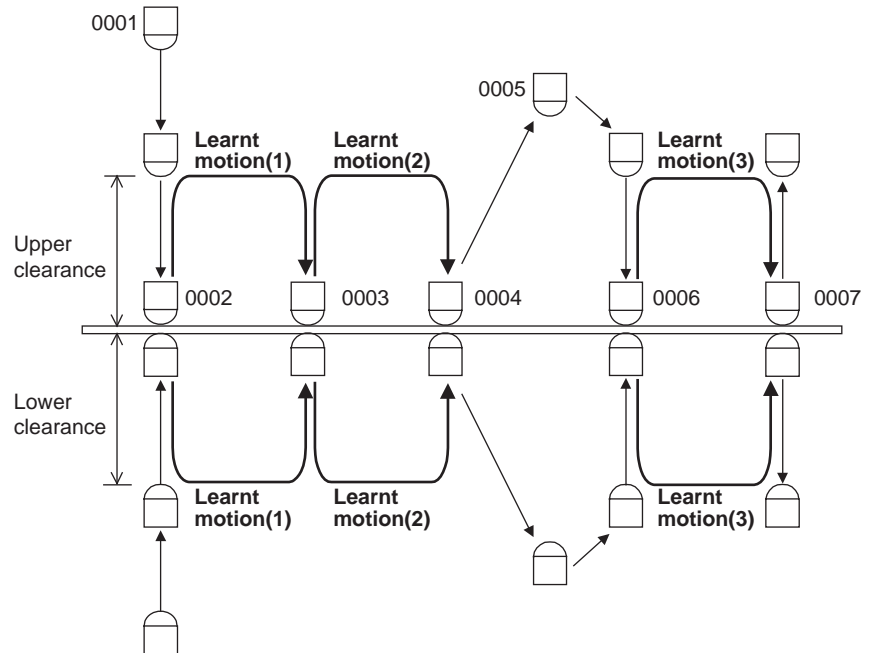 0001
0005
Learnt
motion(1)
Learnt
motion(2)
Learnt
motion(3)
Upper
clearance
0002
0003
0004
0006
0007
Lower
clearance
Learnt
motion(1)
Learnt
motion(2)
Learnt
motion(3)